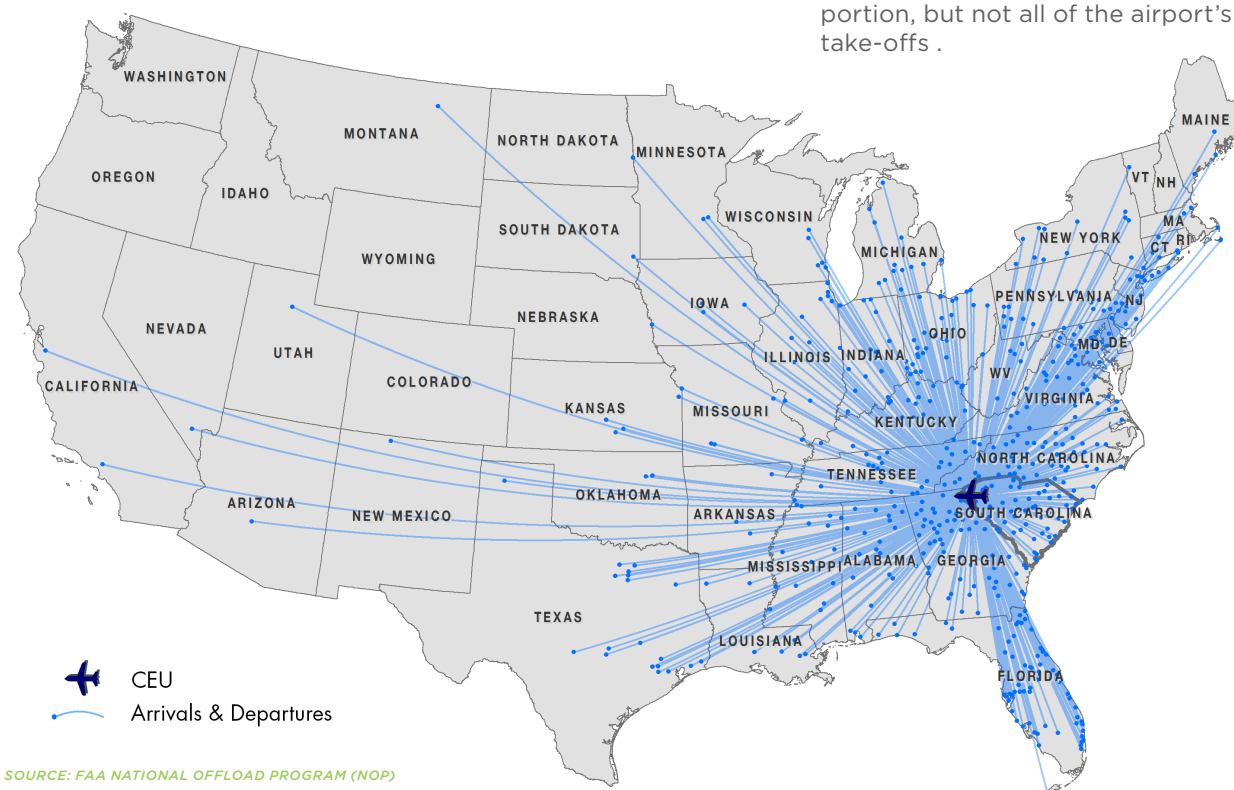 portion, but not all of the airport's
take-offs .
WASHINGTON
MONTANA
NORTH DAKOTA
MINNESOTA
MAINE
OREGON
IDAHO
VT
NH
WISCONSIN
MA
SOUTH DAKOTA
NEW YORK
CT
RI
MICHIGAN
WYOMING
PENNSYLVANIA
NJ
IOWA
NEBRASKA
NEVADA
OHIO
MD
DE
UTAH
ILLINOIS
INDIANA
WV
CALIFORNIA
COLORADO
VIRGINIA
KANSAS
MISSOURI
KENTUCKY
NORTH CAROLINA
TENNESSEE
OKLAHOMA
ARIZONA
NEW MEXICO
ARKANSAS
SOUTH CAROLINA
MISSISSIPPI
ALABAMA
GEORGIA
TEXAS
LOUISIANA
FLORIDA
CEU
Arrivals & Departures
SOURCE: FAA NATIONAL OFFLOAD PROGRAM (NOP)